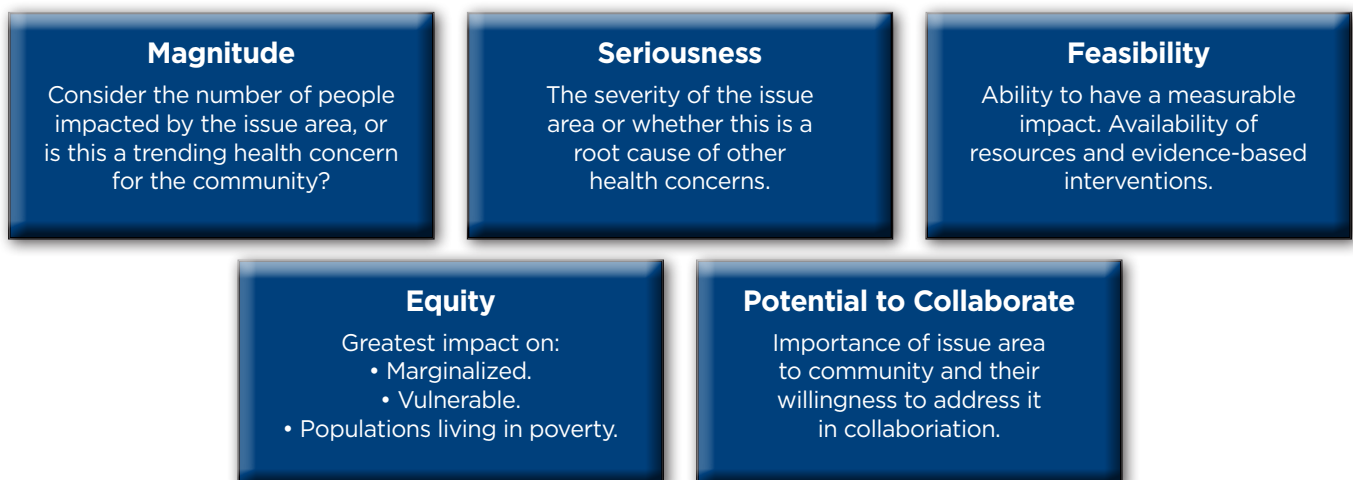 Magnitude
Consider the number of people
impacted by the issue area, or
is this a trending health concern
for the community?
Seriousness
The severity of the issue
area or whether this is a
root cause of other
health concerns.
Feasibility
Ability to have a measurable
impact. Availability of
resources and evidence-based
interventions.
Equity
Greatest impact on:
• Marginalized.
• Vulnerable.
• Populations living in poverty.
Potential to Collaborate
Importance of issue area
to community and their
willingness to address it
in collaboriation.